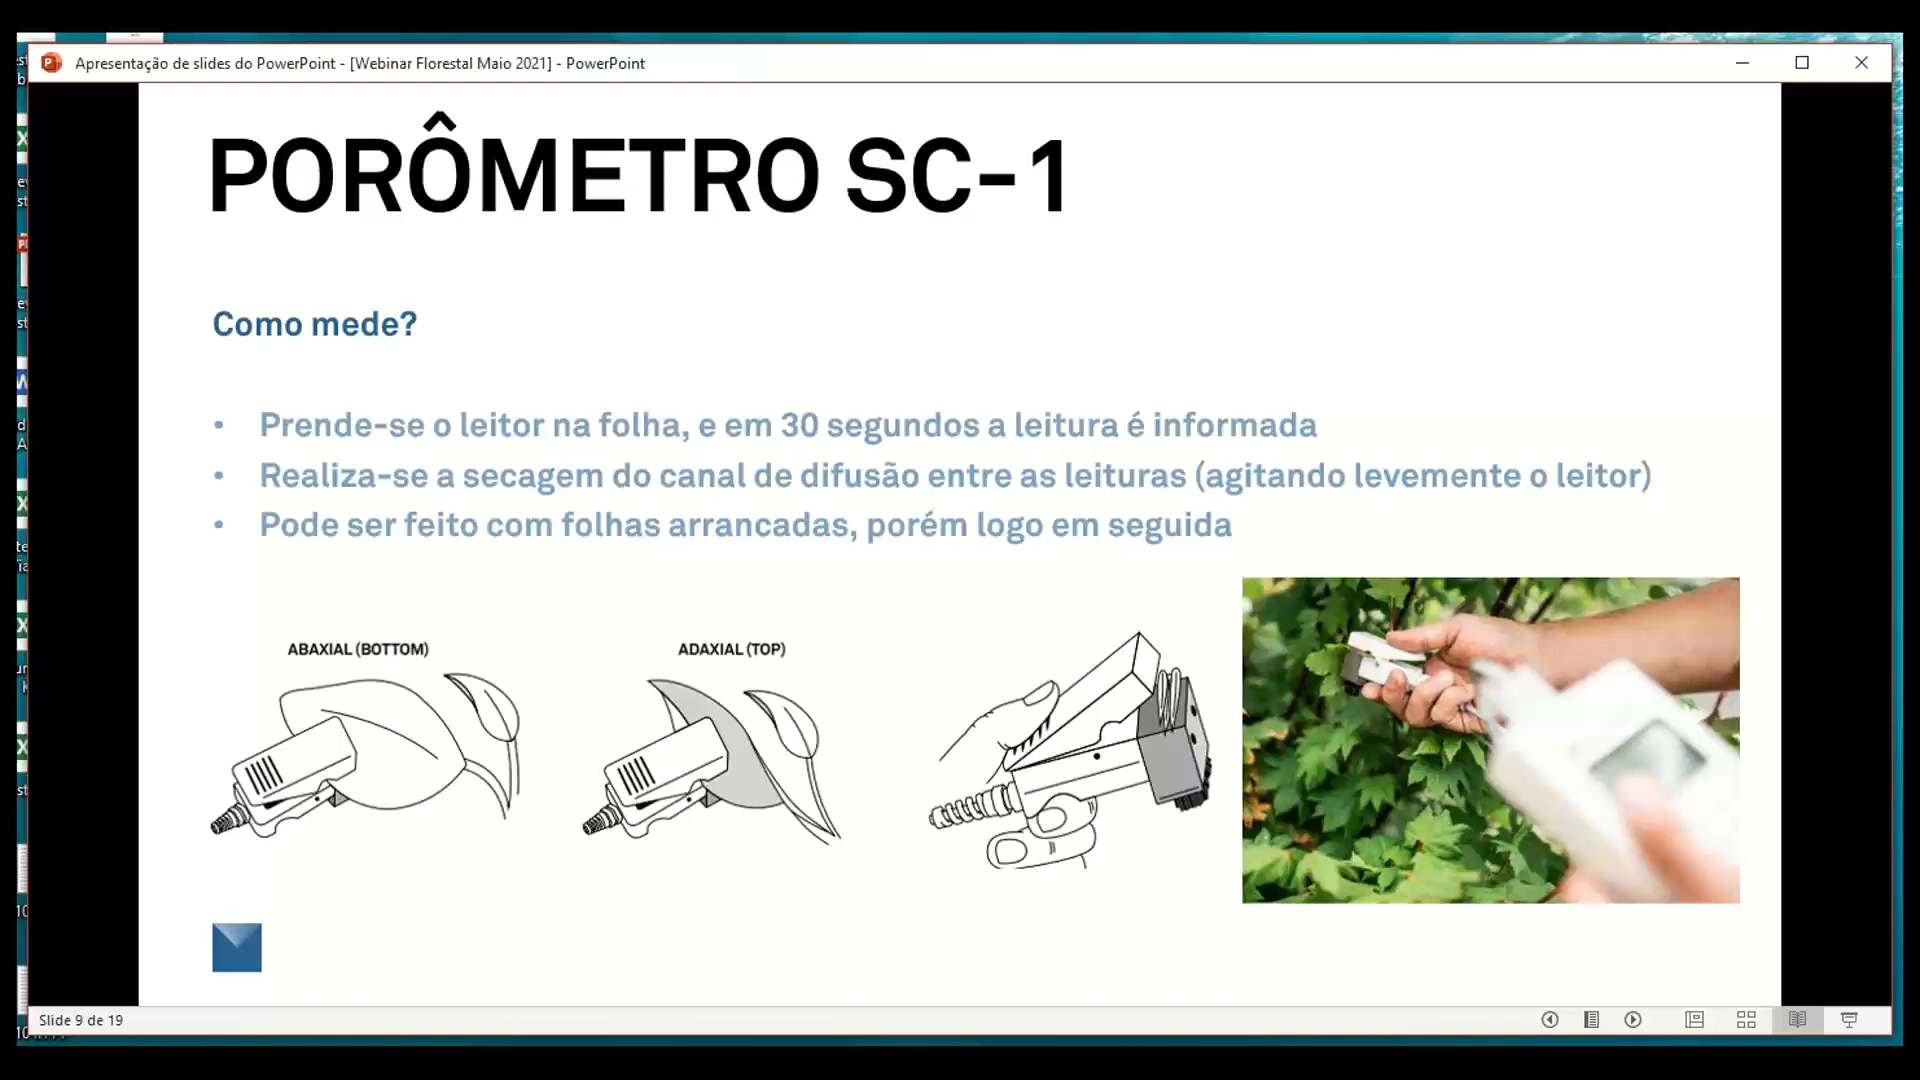 Apresentação de slides do PowerPoint - [Webinar Florestal Maio 2021] - PowerPoint
PORÔMETRO SC-1
Como mede?
• Prende-se o leitor na folha, e em 30 segundos a leitura é informada
• Realiza-se a secagem do canal de difusão entre as leituras (agitando levemente o leitor)
• Pode ser feito com folhas arrancadas, porém logo em seguida
ABAXIAL (BOTTOM)
ADAXIAL (TOP)
Slide 9 de 19